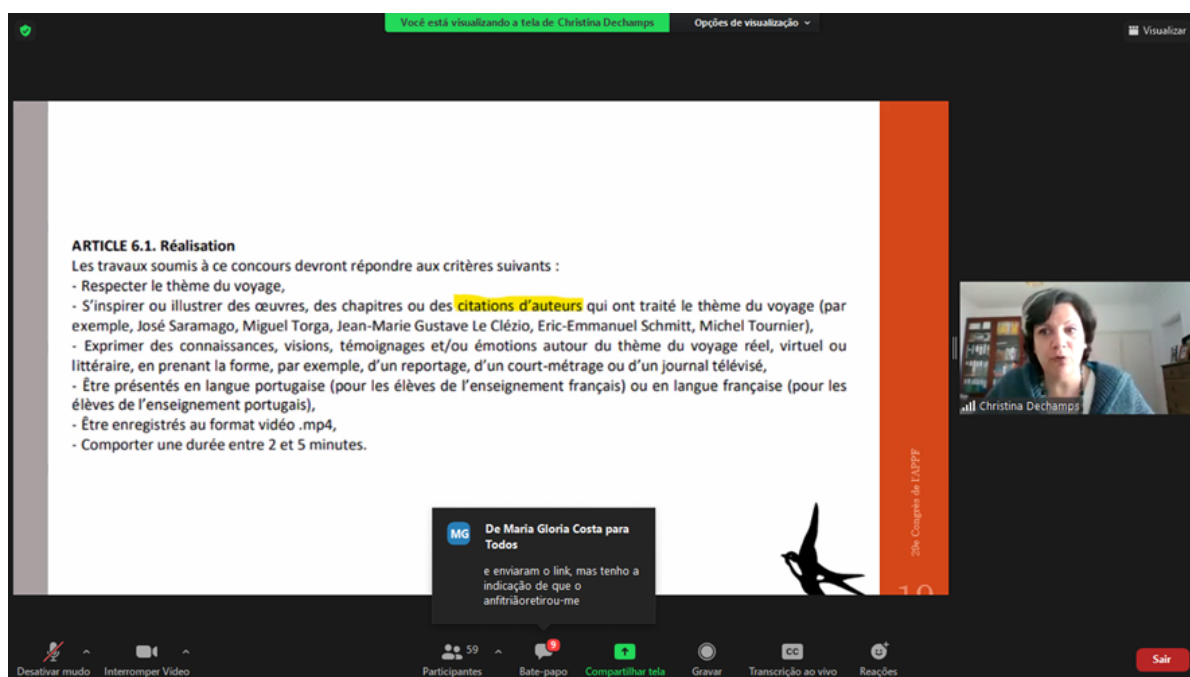 Você está visualizando a tela de Christina Dechamps
Opções de visualização
Visualizar
ARTICLE 6.1. Réalisation
Les travaux soumis à ce concours devront répondre aux critères suivants :
- Respecter le thème du voyage,
- S'inspirer ou illustrer des œuvres, des chapitres ou des citations d'auteurs qui ont traité le thème du voyage (par
exemple, José Saramago, Miguel Torga, Jean-Marie Gustave Le Clézio, Eric-Emmanuel Schmitt, Michel Tournier),
- Exprimer des connaissances, visions, témoignages et/ou émotions autour du thème du voyage réel, virtuel ou
littéraire, en prenant la forme, par exemple, d'un reportage, d'un court-métrage ou d'un journal télévisé,
- Être présentés en langue portugaise (pour les élèves de l'enseignement français) ou en langue française (pour les
élèves de l'enseignement portugais),
- Être enregistrés au format vidéo .mp4,
- Comporter une durée entre 2 et 5 minutes.
29e Congrès de l'APPF
Christina Dechamps
MG
De Maria Gloria Costa para
Todos
e enviaram o link, mas tenho a
indicação de que o
anfitriãoretirou-me
Desativar mudo
Interromper Vídeo
59
Participantes
9
Bate-papo
Compartilhar tela
Gravar
CC
Transcrição ao vivo
Reações
Sair